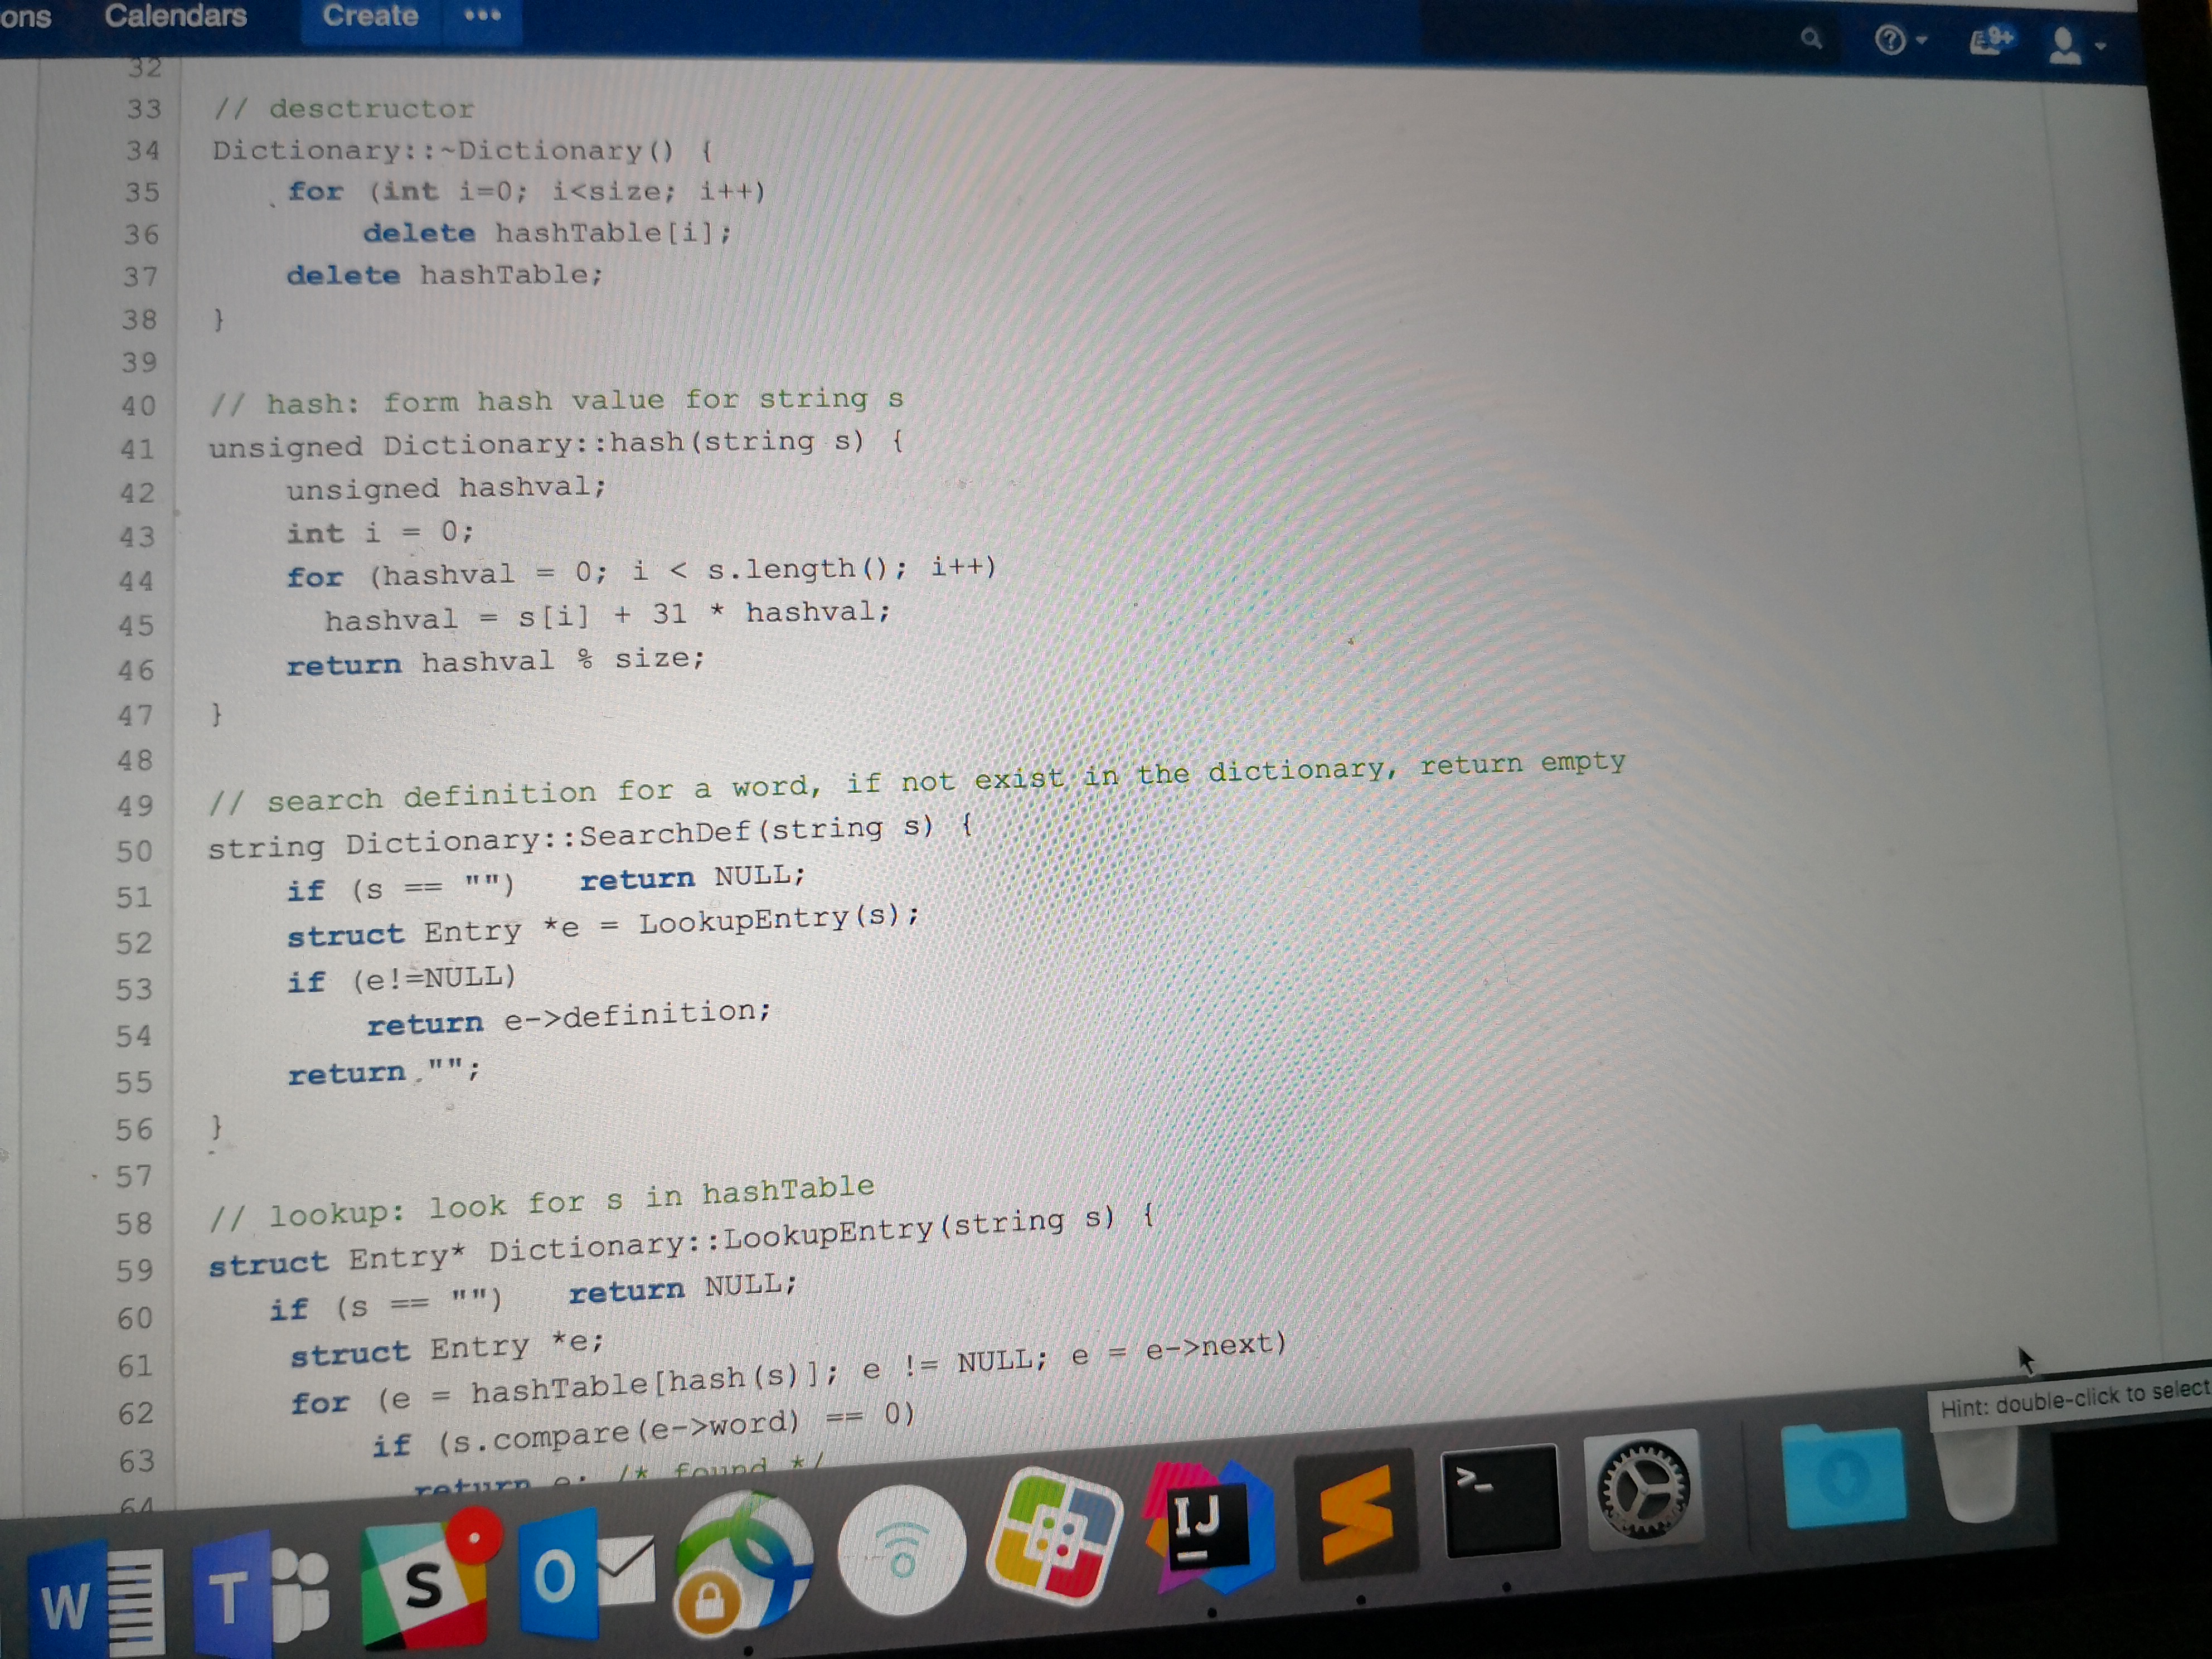 ons Calendars Create •••
9+
32
33 // desctructor
34 Dictionary::~Dictionary() {
35     for (int i=0; i<size; i++)
36         delete hashTable[i];
37     delete hashTable;
38 }
39
40 // hash: form hash value for string s
41 unsigned Dictionary::hash(string s) {
42     unsigned hashval;
43     int i = 0;
44     for (hashval = 0; i < s.length(); i++)
45       hashval = s[i] + 31 * hashval;
46     return hashval % size;
47 }
48
49 // search definition for a word, if not exist in the dictionary, return empty
50 string Dictionary::SearchDef(string s) {
51     if (s == "")   return NULL;
52     struct Entry *e = LookupEntry(s);
53     if (e!=NULL)
54         return e->definition;
55     return "";
56 }
57
58 // lookup: look for s in hashTable
59 struct Entry* Dictionary::LookupEntry(string s) {
60    if (s == "")   return NULL;
61     struct Entry *e;
62     for (e = hashTable[hash(s)]; e != NULL; e = e->next)
63         if (s.compare(e->word) == 0)
64           return e; /* found */
Hint: double-click to select
W T S O IJ >_